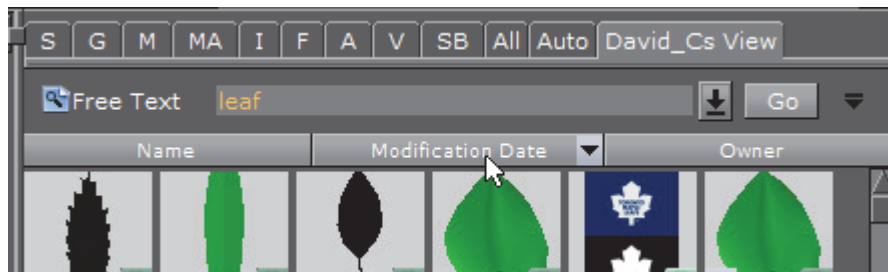 S G M MA I F A V SB All Auto David_Cs View
Free Text leaf Go
Name Modification Date Owner